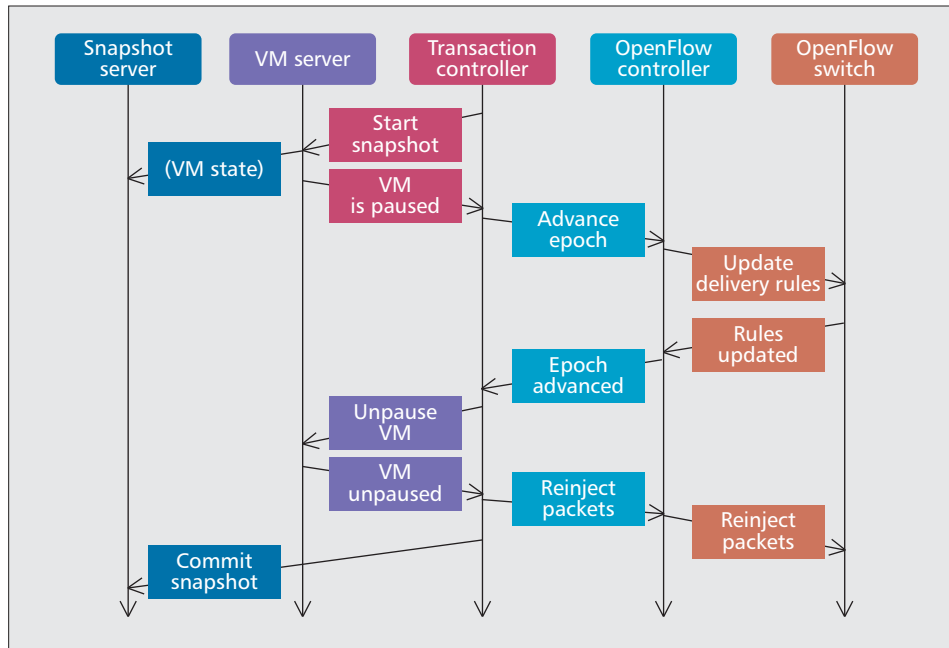 Snapshot
server
VM server
Transaction
controller
OpenFlow
controller
OpenFlow
switch
Start
snapshot
(VM state)
VM
is paused
Advance
epoch
Update
delivery rules
Rules
updated
Epoch
advanced
Unpause
VM
VM
unpaused
Reinject
packets
Reinject
packets
Commit
snapshot